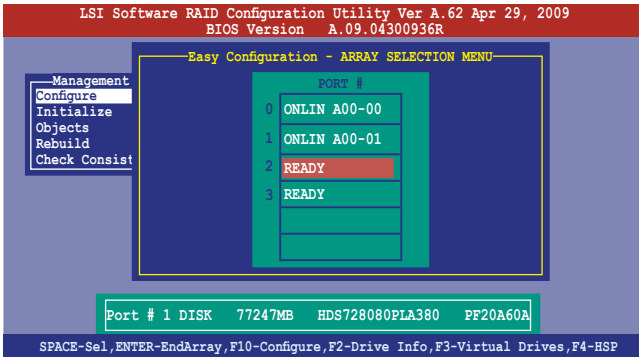 LSI Software RAID Configuration Utility Ver A.62 Apr 29, 2009
BIOS Version A.09.04300936R
Easy Configuration - ARRAY SELECTION MENU
Management
Configure
Initialize
Objects
Rebuild
Check Consist
PORT #
0 ONLIN A00-00
1 ONLIN A00-01
2 READY
3 READY
Port # 1 DISK 77247MB HDS728080PLA380 PF20A60A
SPACE-Sel,ENTER-EndArray,F10-Configure,F2-Drive Info,F3-Virtual Drives,F4-HSP